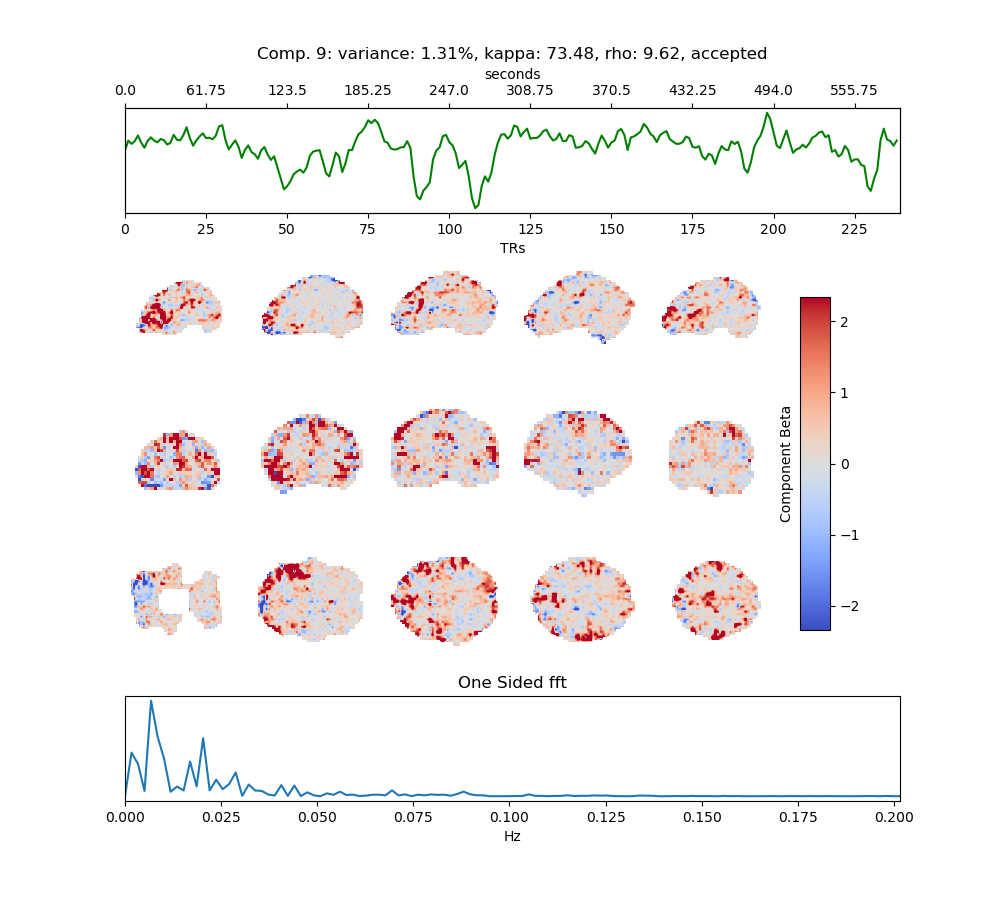 Comp. 9: variance: 1.31%, kappa: 73.48, rho: 9.62, accepted
seconds
0.0 61.75 123.5 185.25 247.0 308.75 370.5 432.25 494.0 555.75
0 25 50 75 100 125 150 175 200 225
TRs
2
1
0
−1
−2
Component Beta
One Sided fft
0.000 0.025 0.050 0.075 0.100 0.125 0.150 0.175 0.200
Hz